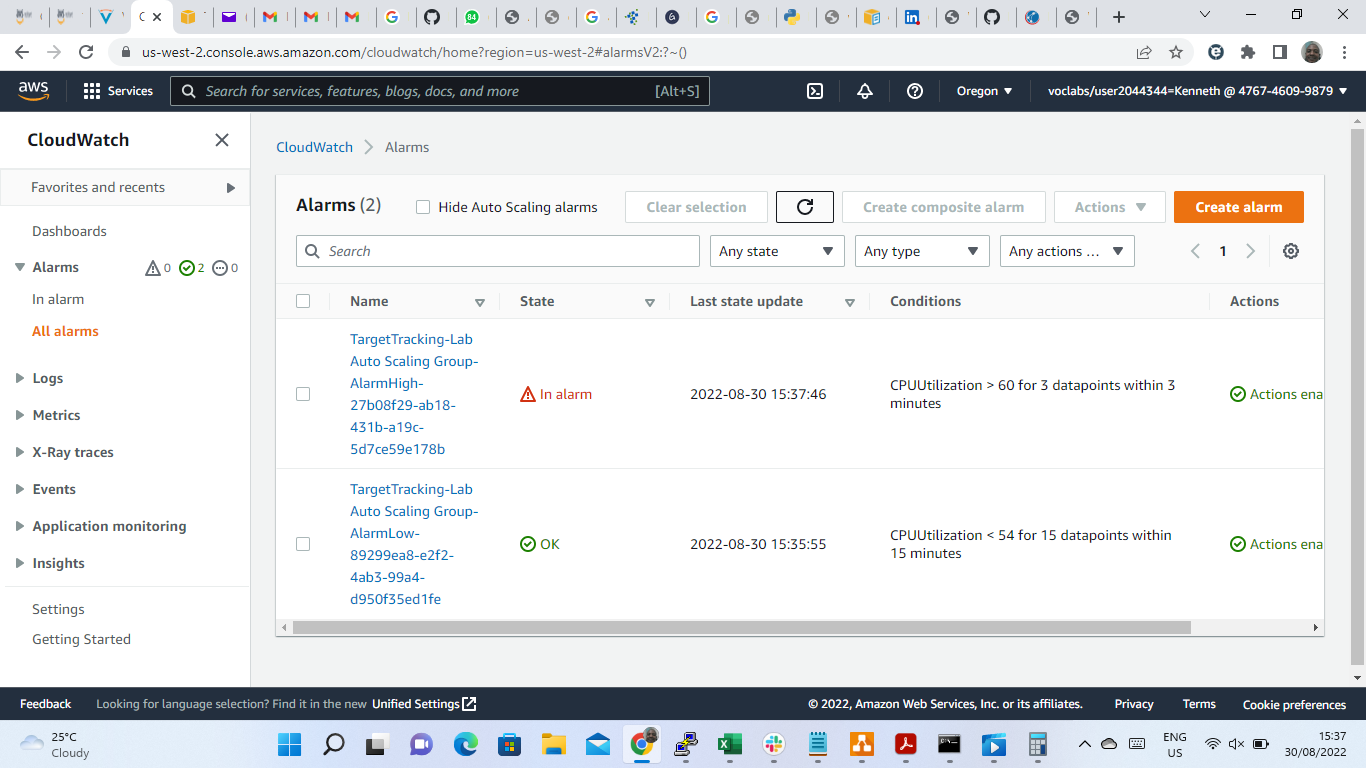 C
84
us-west-2.console.aws.amazon.com/cloudwatch/home?region=us-west-2#alarmsV2:?~()
aws
Services
Search for services, features, blogs, docs, and more
[Alt+S]
Oregon
voclabs/user2044344=Kenneth @ 4767-4609-9879
CloudWatch
Favorites and recents
Dashboards
Alarms
0
2
0
In alarm
All alarms
Logs
Metrics
X-Ray traces
Events
Application monitoring
Insights
Settings
Getting Started
CloudWatch
Alarms
Alarms (2)
Hide Auto Scaling alarms
Clear selection
Create composite alarm
Actions
Create alarm
Search
Any state
Any type
Any actions ...
1
Name
State
Last state update
Conditions
Actions
TargetTracking-Lab
Auto Scaling Group-
AlarmHigh-
27b08f29-ab18-
431b-a19c-
5d7ce59e178b
In alarm
2022-08-30 15:37:46
CPUUtilization > 60 for 3 datapoints within 3
minutes
Actions ena
TargetTracking-Lab
Auto Scaling Group-
AlarmLow-
89299ea8-e2f2-
4ab3-99a4-
d950f35ed1fe
OK
2022-08-30 15:35:55
CPUUtilization < 54 for 15 datapoints within
15 minutes
Actions ena
Feedback
Looking for language selection? Find it in the new Unified Settings
© 2022, Amazon Web Services, Inc. or its affiliates.
Privacy
Terms
Cookie preferences
25°C
Cloudy
ENG
US
15:37
30/08/2022